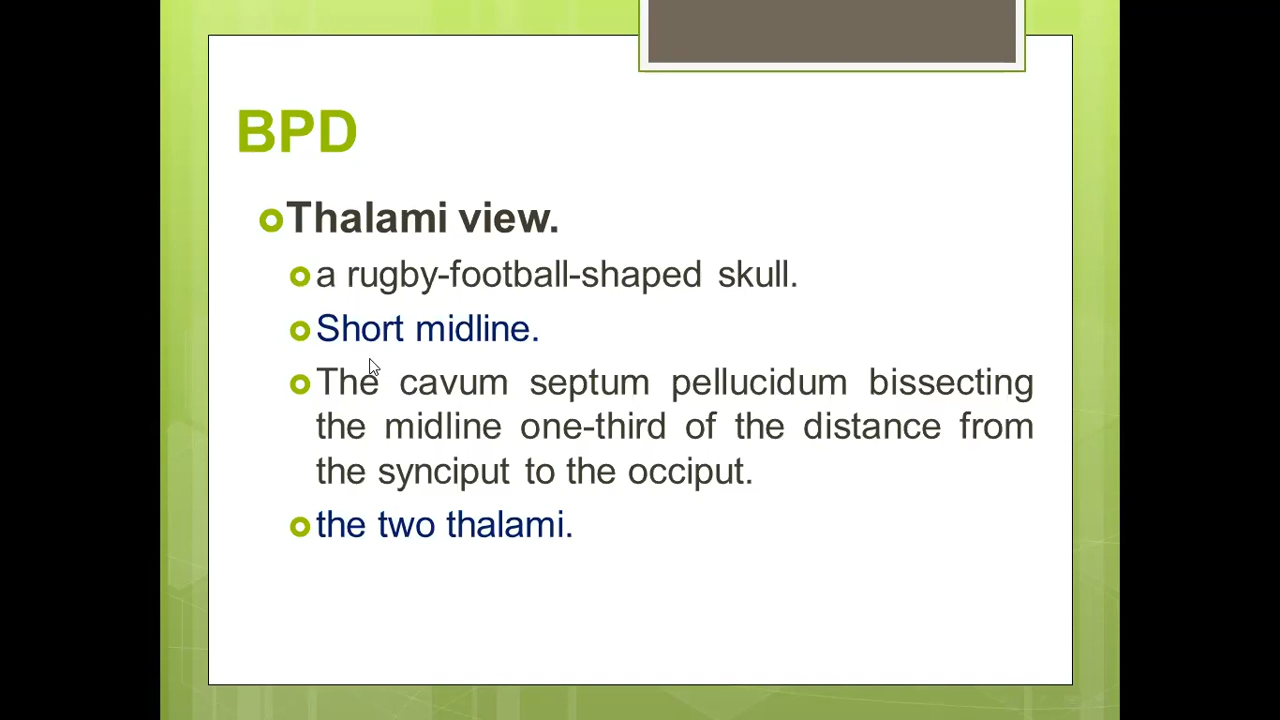 BPD
Thalami view.
a rugby-football-shaped skull.
Short midline.
The cavum septum pellucidum bissecting
the midline one-third of the distance from
the synciput to the occiput.
the two thalami.